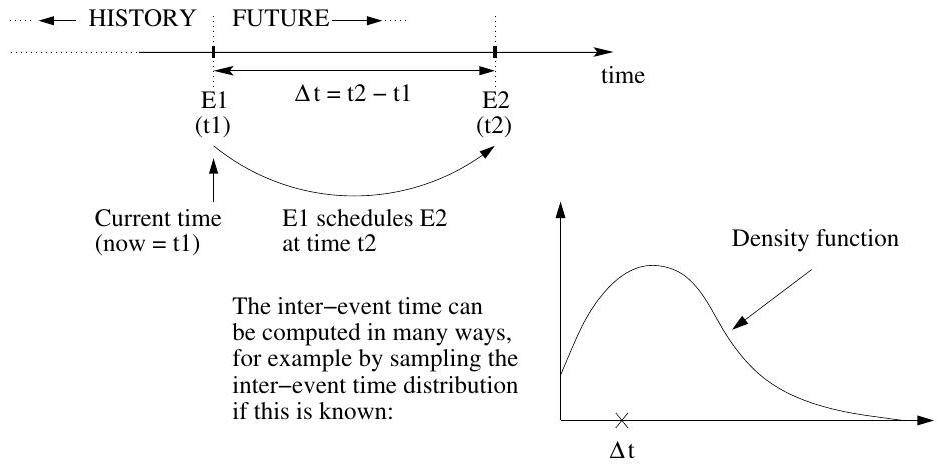 HISTORY FUTURE
time
Δt = t2 − t1
E1 E2
(t1) (t2)
Current time
(now = t1)
E1 schedules E2
at time t2
Density function
The inter−event time can
be computed in many ways,
for example by sampling the
inter−event time distribution
if this is known:
Δt